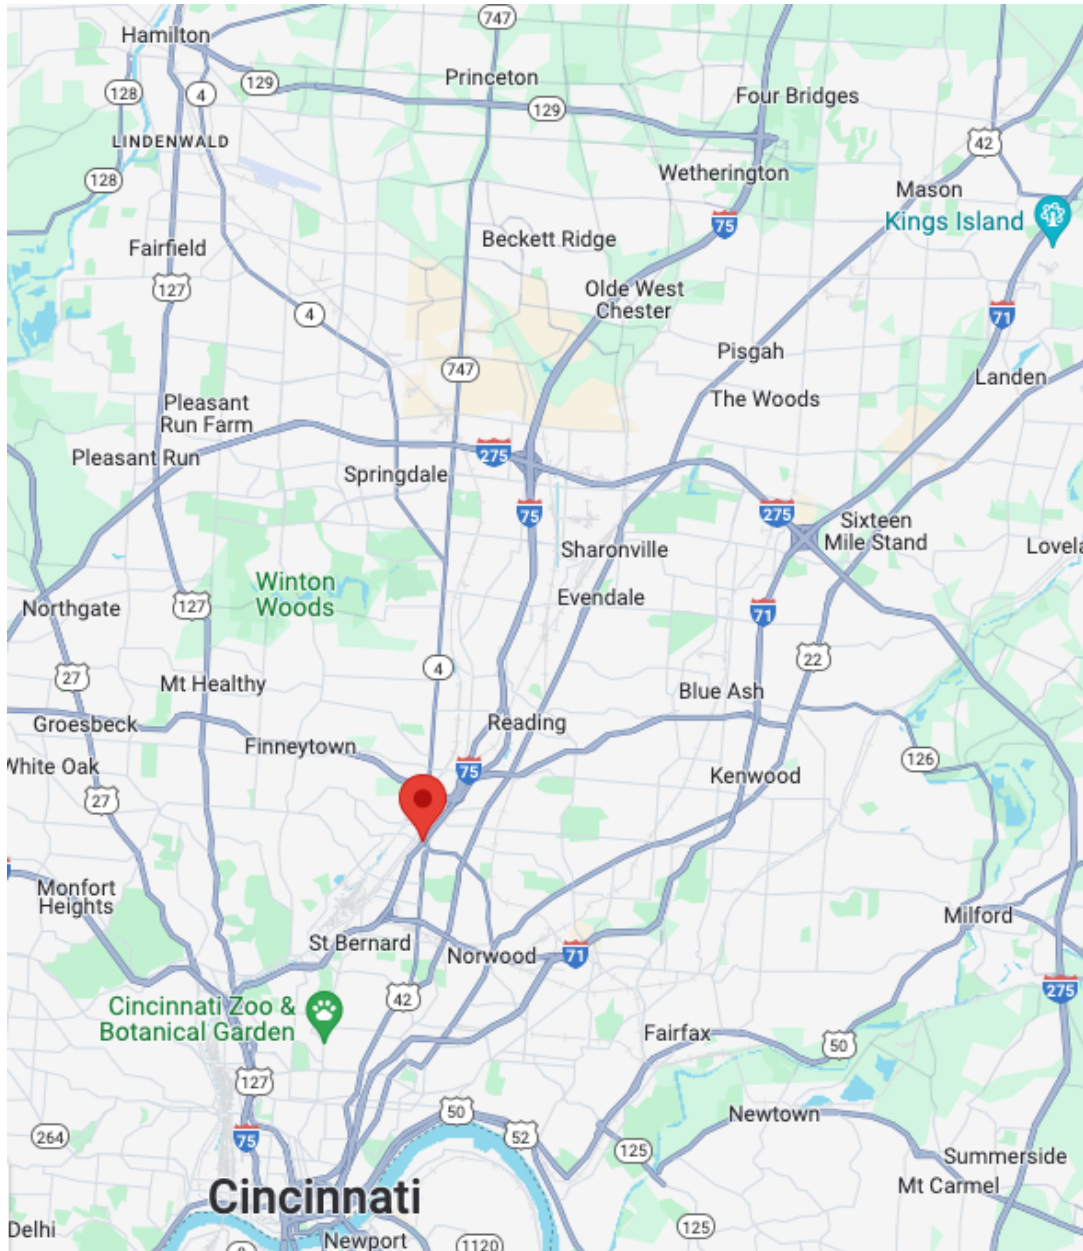 747
Hamilton
Princeton
128
4
129
129
Four Bridges
LINDENWALD
42
128
Wetherington
Mason
Kings Island
75
Fairfield
Beckett Ridge
127
Olde West
Chester
4
71
Pisgah
747
Landen
The Woods
Pleasant
Run Farm
Pleasant Run
275
Springdale
75
275
Sixteen
Mile Stand
Sharonville
Winton
Woods
Evendale
Northgate
127
71
22
4
27
Mt Healthy
Blue Ash
Groesbeck
Reading
Finneytown
126
White Oak
75
Kenwood
27
Monfort
Heights
Milford
St Bernard
Norwood
71
275
42
Cincinnati Zoo &
Botanical Garden
Fairfax
50
127
50
Newtown
52
264
75
125
Summerside
Mt Carmel
Cincinnati
125
Delhi
Newport
1120